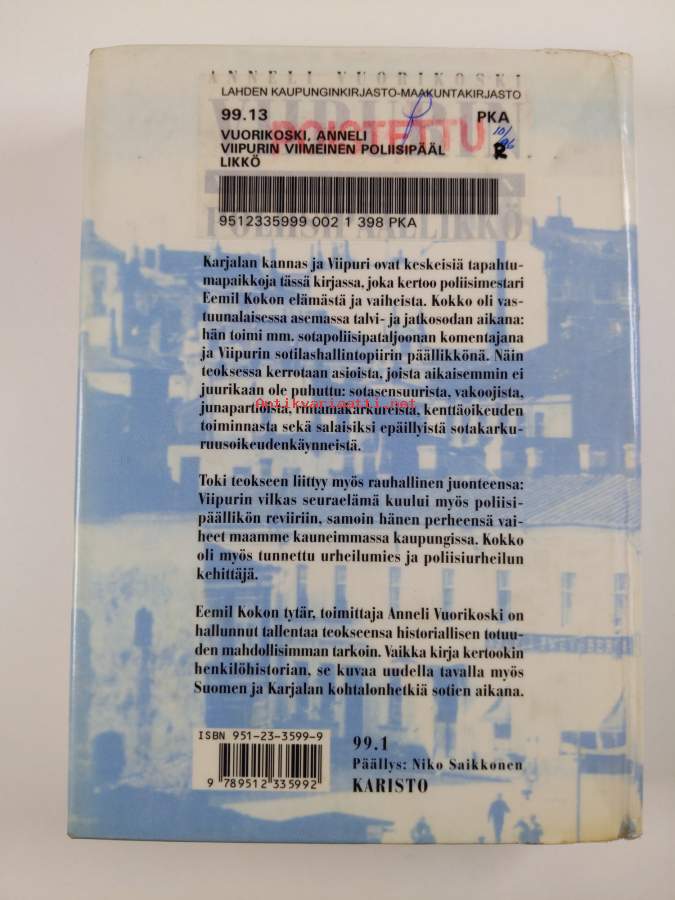 ANNELI VUORIKOSKI
LAHDEN KAUPUNGINKIRJASTO-MAAKUNTAKIRJASTO
99.13 PKA
POISTETTU
10/96
R
VUORIKOSKI, ANNELI
VIIPURIN VIIMEINEN POLIISIPÄÄL
LIKKÖ
9512335999 002 1 398 PKA
POLIISIPÄÄLLIKKÖ
Karjalan kannas ja Viipuri ovat keskeisiä tapahtu-
mapaikkoja tässä kirjassa, joka kertoo poliisimestari
Eemil Kokon elämästä ja vaiheista. Kokko oli vas-
tuunalaisessa asemassa talvi- ja jatkosodan aikana:
hän toimi mm. sotapoliisipataljoonan komentajana
ja Viipurin sotilashallintopiirin päällikkönä. Näin
teoksessa kerrotaan asioista, joista aikaisemmin ei
juurikaan ole puhuttu: sotasensuurista, vakoojista,
Antikvariaatti.net
junapartioista, rintamakarkureista, kenttäoikeuden
toiminnasta sekä salaisiksi epäillyistä sotakarku-
ruusoikeudenkäynneistä.
Toki teokseen liittyy myös rauhallinen juonteensa:
Viipurin vilkas seuraelämä kuului myös poliisi-
päällikön reviiriin, samoin hänen perheensä vai-
heet maamme kauneimmassa kaupungissa. Kokko
oli myös tunnettu urheilumies ja poliisiurheilun
kehittäjä.
Eemil Kokon tytär, toimittaja Anneli Vuorikoski on
hallunnut tallentaa teokseensa historiallisen totuu-
den mahdollisimman tarkoin. Vaikka kirja kertookin
henkilöhistorian, se kuvaa uudella tavalla myös
Suomen ja Karjalan kohtalonhetkiä sotien aikana.
ISBN 951-23-3599-9
9 789512 335992
99.1
Päällys: Niko Saikkonen
KARISTO